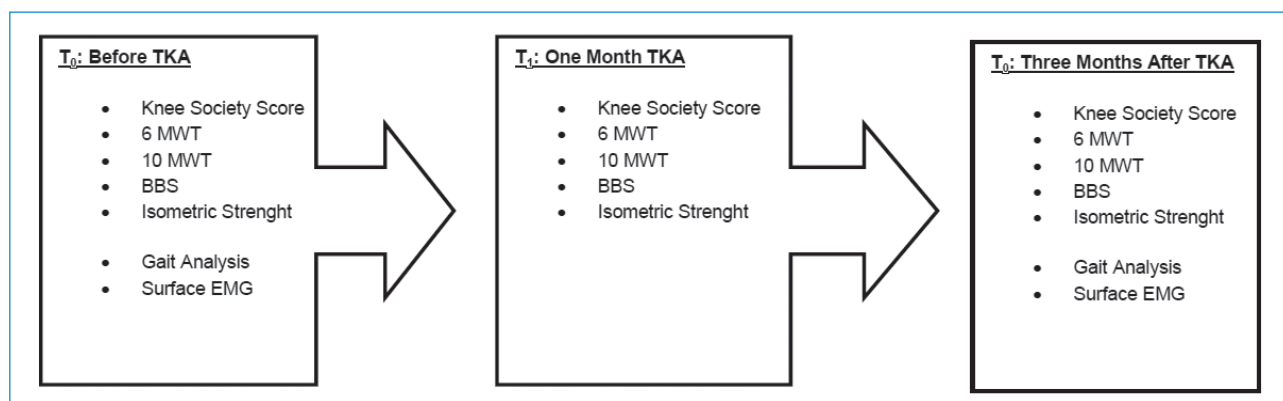 T₀: Before TKA
• Knee Society Score
• 6 MWT
• 10 MWT
• BBS
• Isometric Strenght
• Gait Analysis
• Surface EMG
T₁: One Month TKA
• Knee Society Score
• 6 MWT
• 10 MWT
• BBS
• Isometric Strenght
T₀: Three Months After TKA
• Knee Society Score
• 6 MWT
• 10 MWT
• BBS
• Isometric Strenght
• Gait Analysis
• Surface EMG